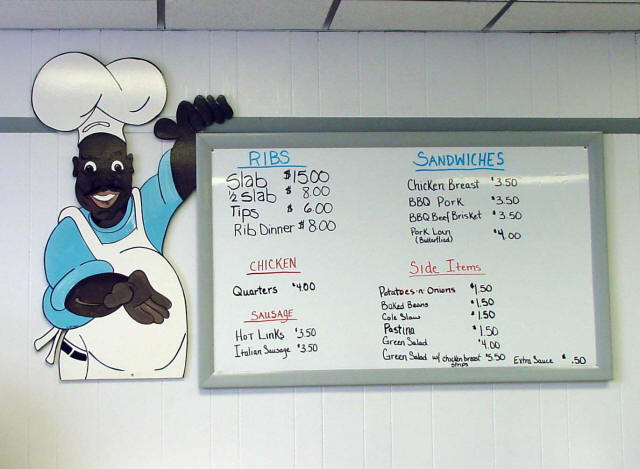 RIBS
Slab $15.00
½ Slab $8.00
Tips $6.00
Rib Dinner $8.00
CHICKEN
Quarters $4.00
SAUSAGE
Hot Links $3.50
Italian Sausage $3.50
SANDWICHES
Chicken Breast $3.50
BBQ Pork $3.50
BBQ Beef Brisket $3.50
Pork Loin $4.00
(Butterflied)
Side Items
Potatoes-n-Onions $1.50
Baked Beans $1.50
Cole Slaw $1.50
Pastina $1.50
Green Salad $4.00
Green Salad w/ chicken breast strips $5.50
Extra Sauce $.50